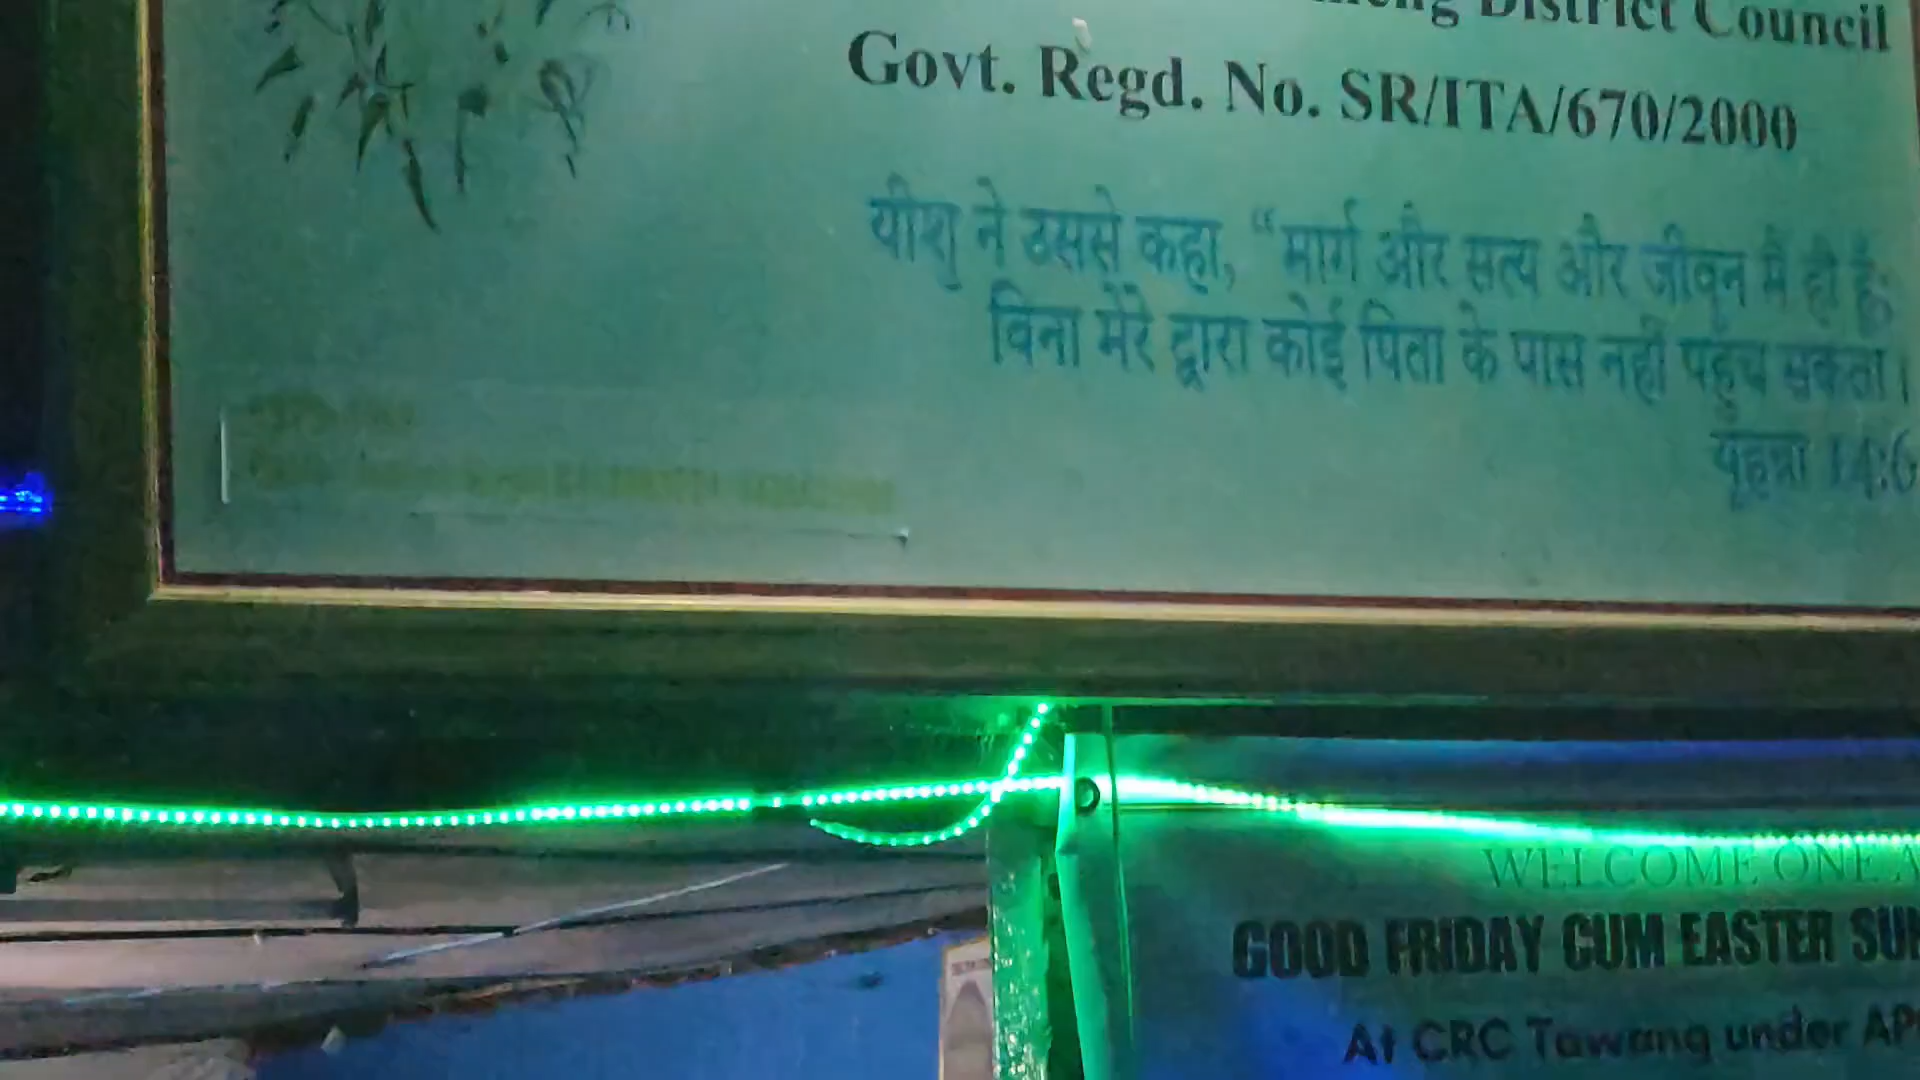 District Council
Govt. Regd. No. SR/ITA/670/2000
यीशु ने उससे कहा, “मार्ग और सत्य और जीवन मैं ही हूँ;
बिना मेरे द्वारा कोई पिता के पास नहीं पहुंच सकता।
यूहन्ना 14:6
WELCOME ONE A
GOOD FRIDAY CUM EASTER SUN
At CRC Tawang under AP